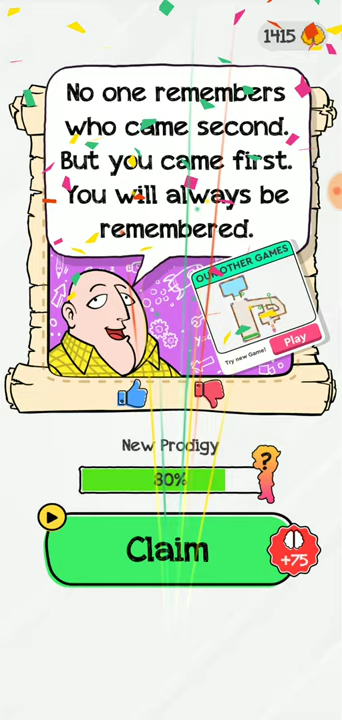 1415
No one remembers
who came second.
But you came first.
You will always be
remembered.
OUR OTHER GAMES
Try new Game!
Play
New Prodigy
?
80%
Claim
+75